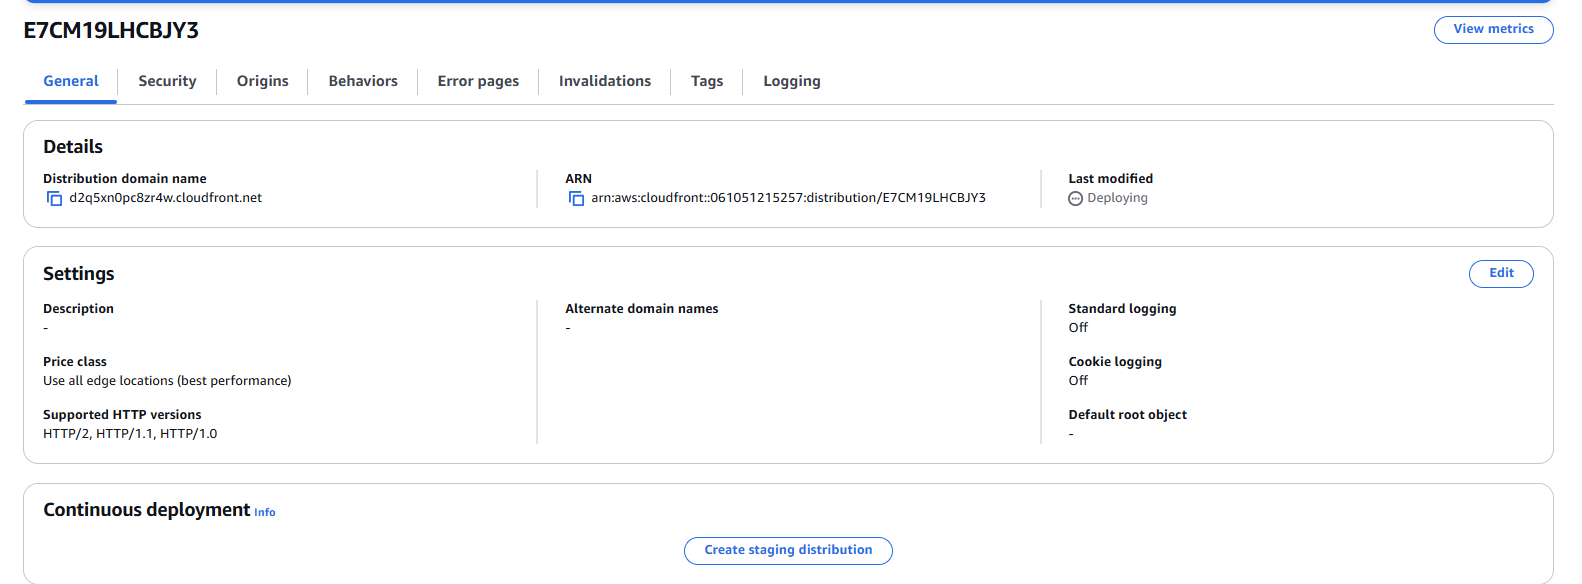 E7CM19LHCBJY3
View metrics
General
Security
Origins
Behaviors
Error pages
Invalidations
Tags
Logging
Details
Distribution domain name
d2q5xn0pc8zr4w.cloudfront.net
ARN
arn:aws:cloudfront::061051215257:distribution/E7CM19LHCBJY3
Last modified
Deploying
Settings
Edit
Description
-
Price class
Use all edge locations (best performance)
Supported HTTP versions
HTTP/2, HTTP/1.1, HTTP/1.0
Alternate domain names
-
Standard logging
Off
Cookie logging
Off
Default root object
-
Continuous deployment Info
Create staging distribution